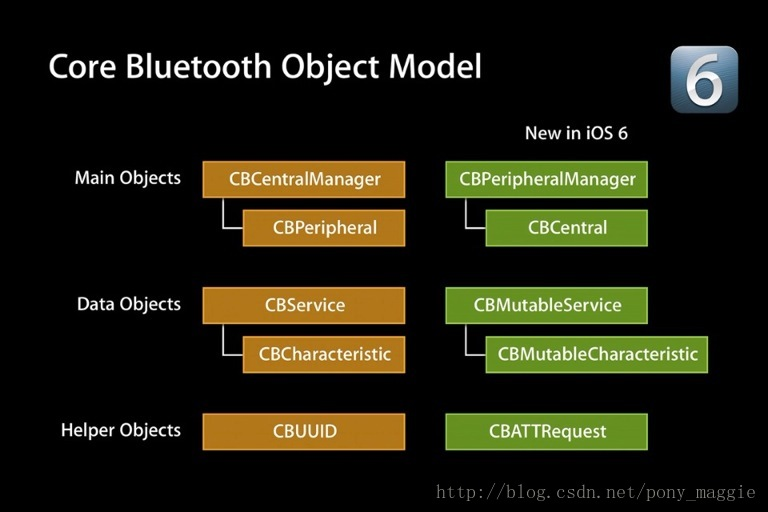 Core Bluetooth Object Model
6
New in iOS 6
Main Objects
CBCentralManager
CBPeripheralManager
CBPeripheral
CBCentral
Data Objects
CBService
CBMutableService
CBCharacteristic
CBMutableCharacteristic
Helper Objects
CBUUID
CBATTRequest
http://blog.csdn.net/pony_maggie